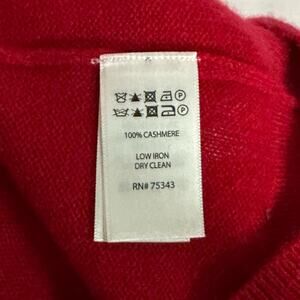 100% CASHMERE
LOW IRON
DRY CLEAN
RN# 75343